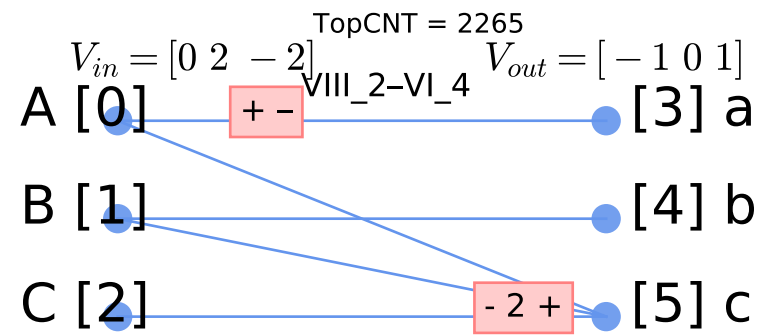 TopCNT = 2265
V_in = [0 2 − 2] V_out = [− 1 0 1]
VIII_2–VI_4
A [0] + – [3] a
B [1] [4] b
C [2] - 2 + [5] c